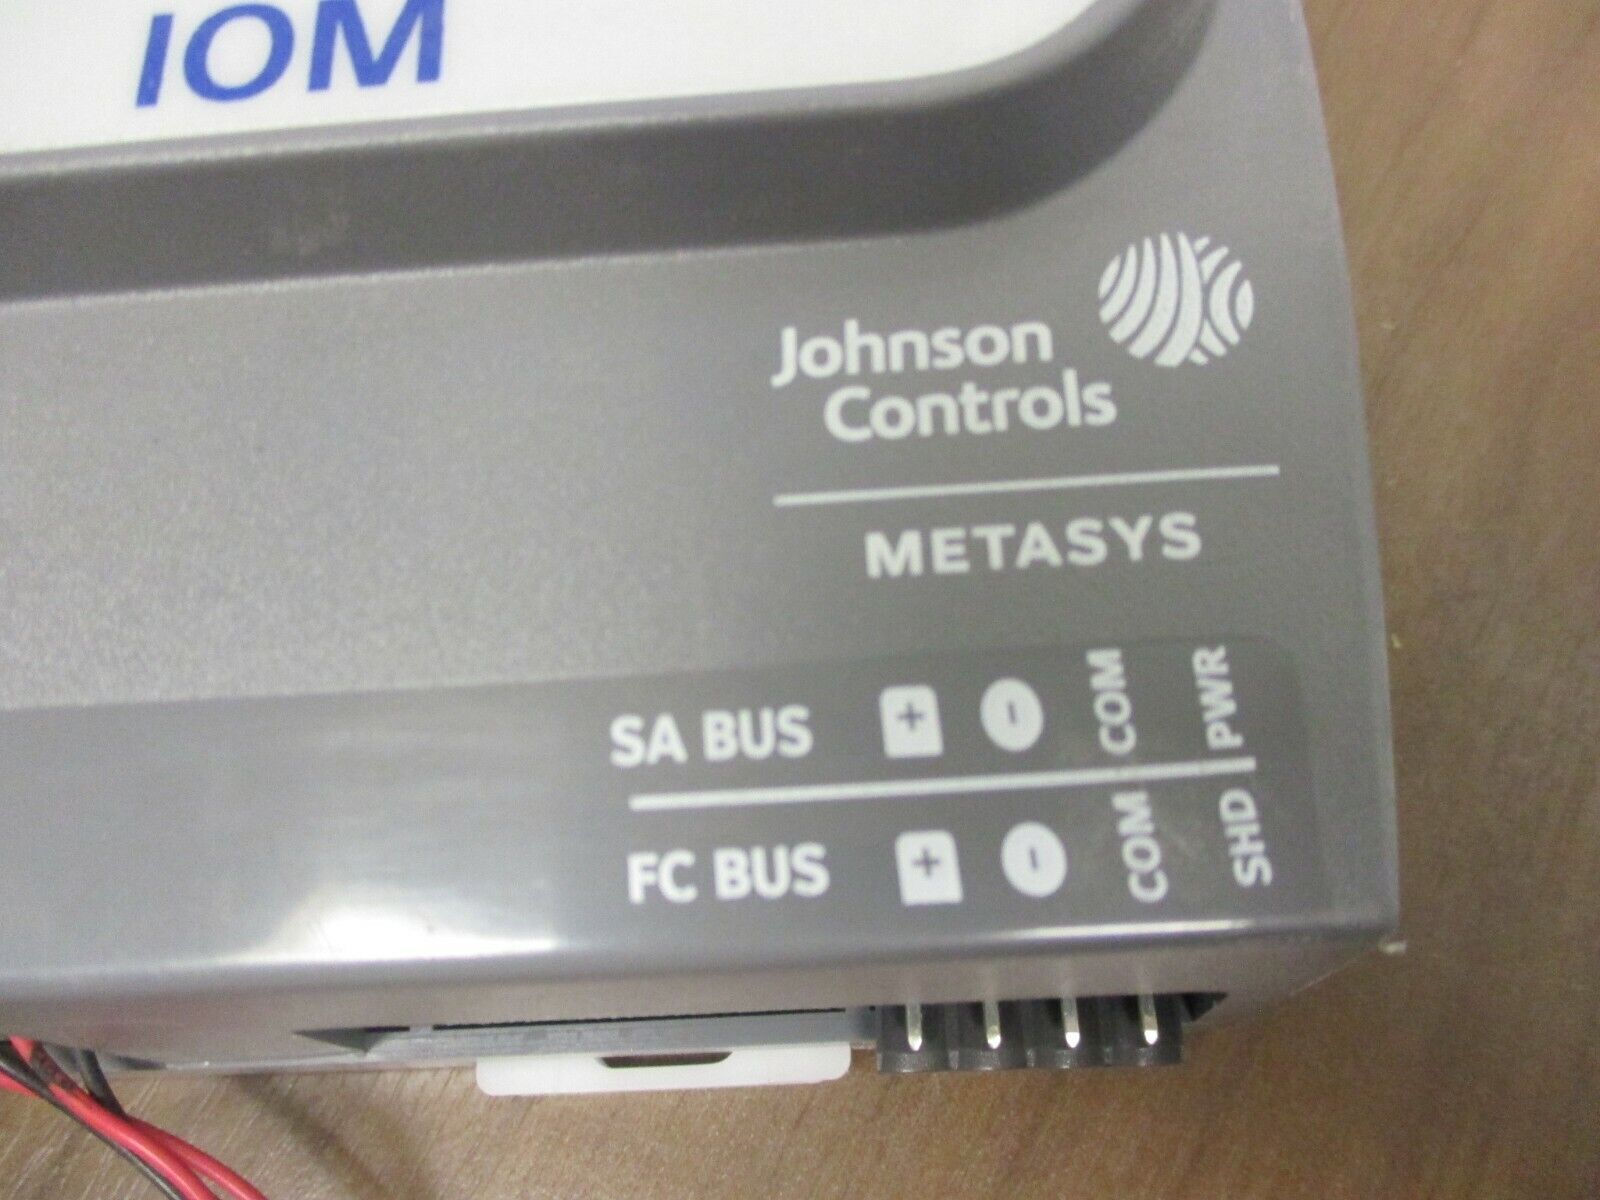 IOM
Johnson
Controls
METASYS
SA BUS + - COM PWR
FC BUS + - COM SHD